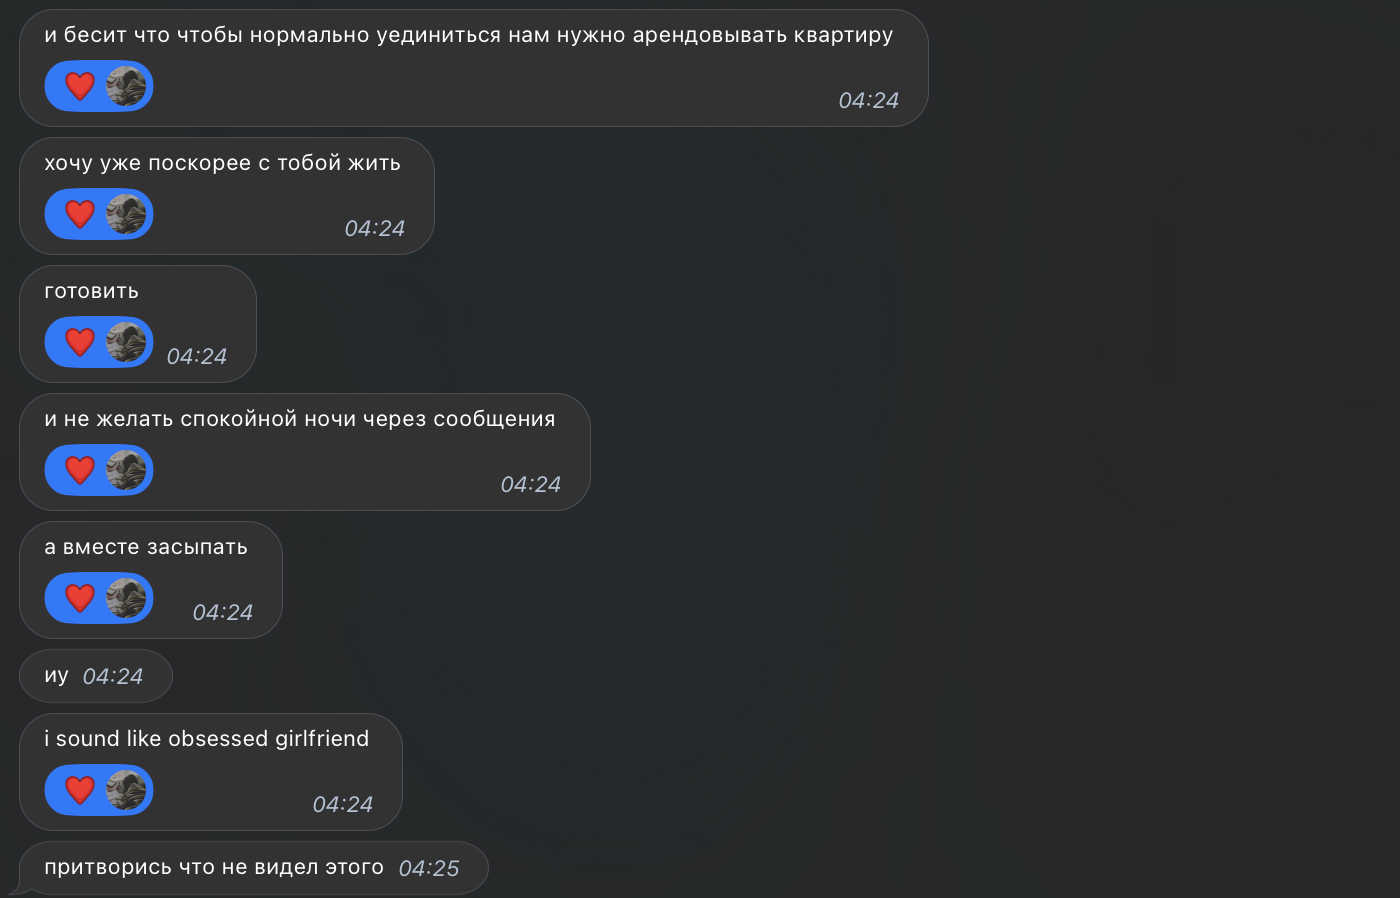 и бесит что чтобы нормально уединиться нам нужно арендовывать квартиру
04:24
хочу уже поскорее с тобой жить
04:24
готовить
04:24
и не желать спокойной ночи через сообщения
04:24
а вместе засыпать
04:24
иу 04:24
i sound like obsessed girlfriend
04:24
притворись что не видел этого 04:25